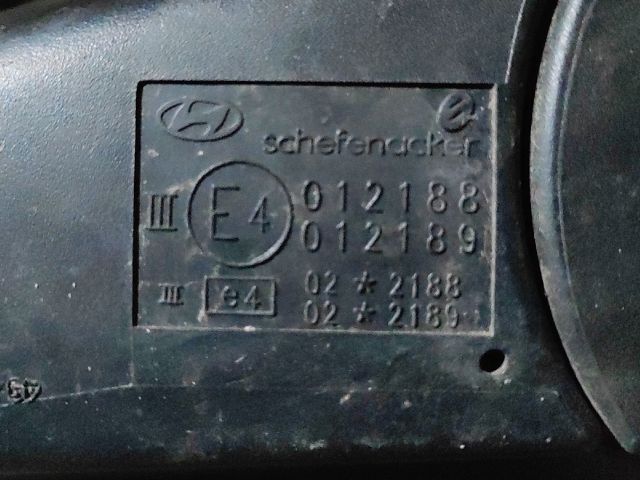 schefenacker
III E4 012188
012189
III e4 02 * 2188
02 * 2189